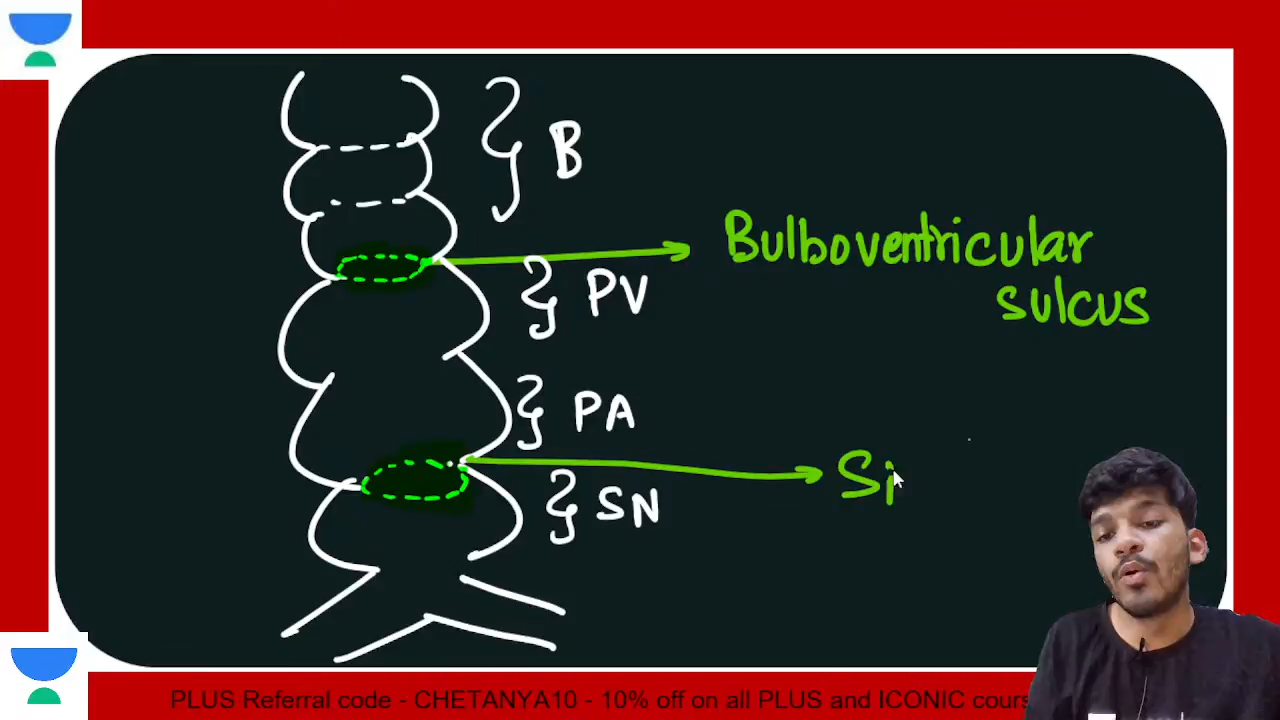 B
Bulboventricular
sulcus
PV
PA
Si
SN
PLUS Referral code - CHETANYA10 - 10% off on all PLUS and ICONIC cours